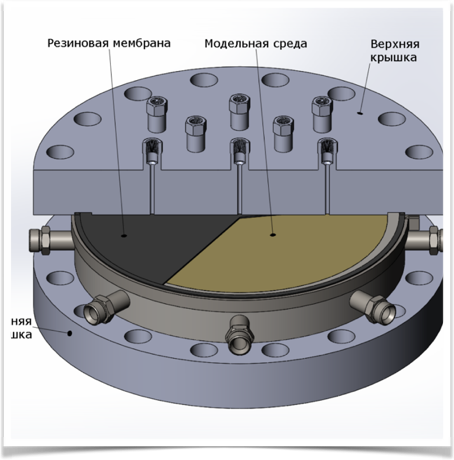 Резиновая мембрана
Модельная среда
Верхняя
крышка
няя
шка